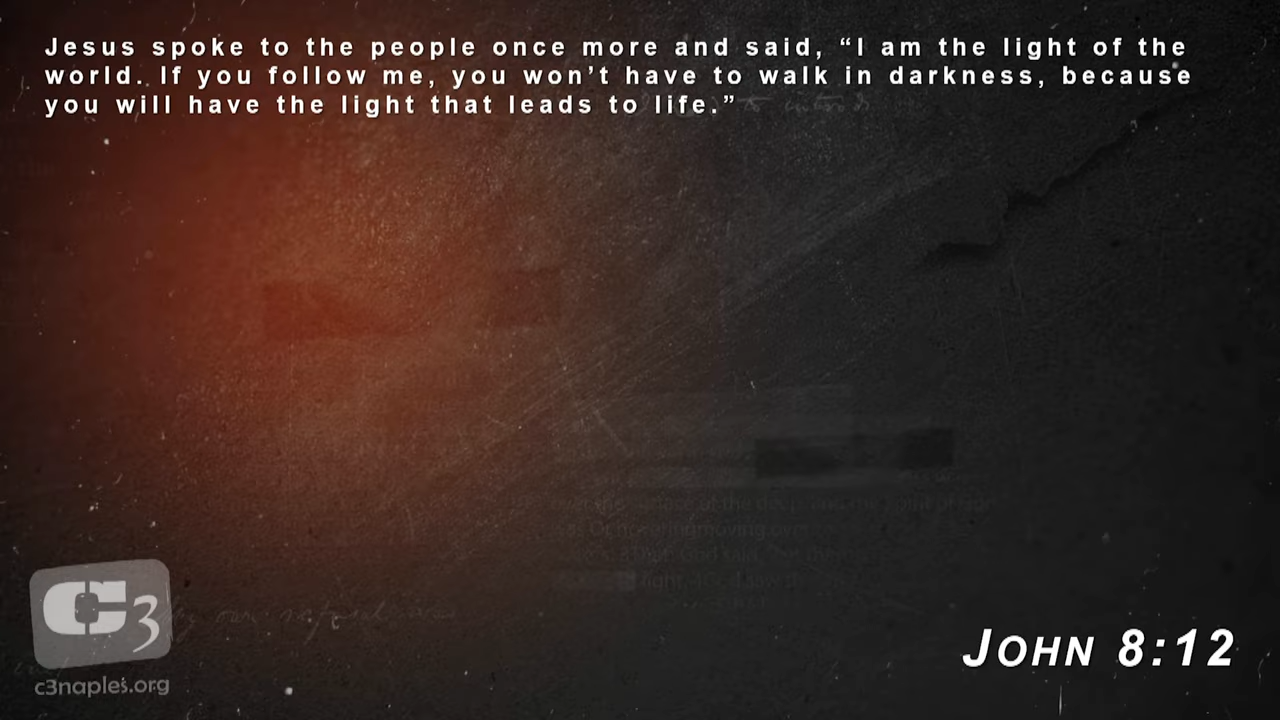 Jesus spoke to the people once more and said, “I am the light of the
world. If you follow me, you won’t have to walk in darkness, because
you will have the light that leads to life.”
C3
c3naples.org
John 8:12